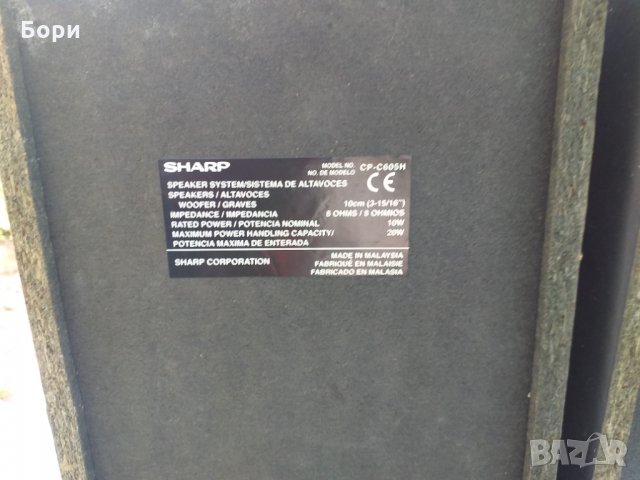 Бори
SHARP MODEL NO. CP-C605H
NO. DE MODELO
SPEAKER SYSTEM/SISTEMA DE ALTAVOCES CE
SPEAKERS / ALTAVOCES
WOOFER / GRAVES 10cm (3-15/16")
IMPEDANCE / IMPEDANCIA 8 OHMS / 8 OHMIOS
RATED POWER / POTENCIA NOMINAL 10W
MAXIMUM POWER HANDLING CAPACITY/ 20W
POTENCIA MAXIMA DE ENTERADA
SHARP CORPORATION MADE IN MALAYSIA
FABRIQUÉ EN MALAISIE
FABRICADO EN MALASIA
BAZAR